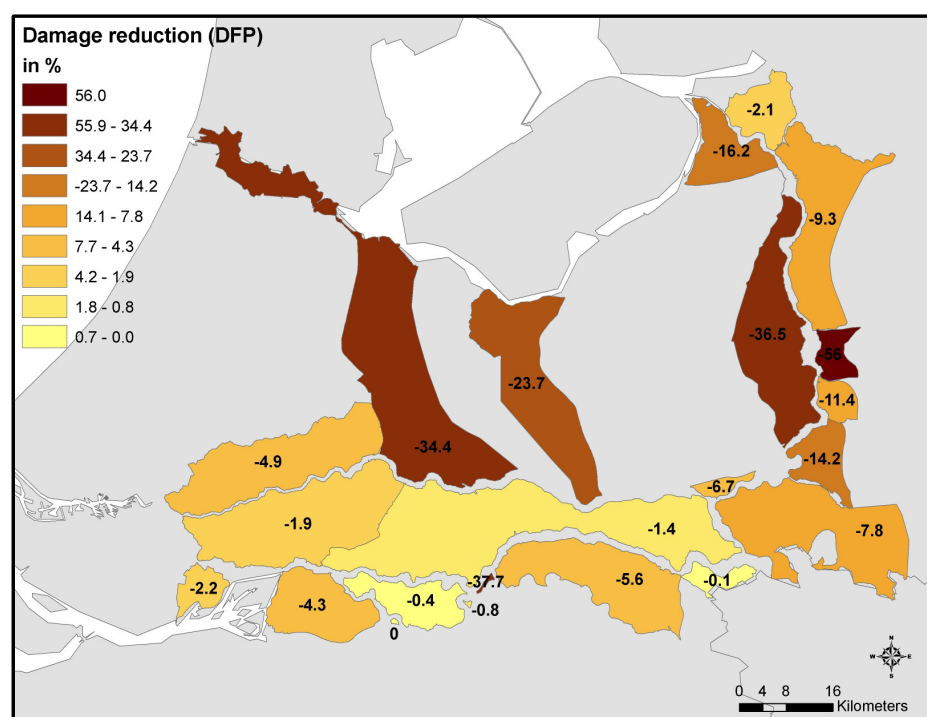 Damage reduction (DFP)
in %
56.0
55.9 - 34.4
34.4 - 23.7
-23.7 - 14.2
14.1 - 7.8
7.7 - 4.3
4.2 - 1.9
1.8 - 0.8
0.7 - 0.0
-2.1
-16.2
-9.3
-36.5
-56
-23.7
-11.4
-34.4
-14.2
-4.9
-6.7
-1.9
-1.4
-7.8
-37.7
-5.6
-0.1
-2.2
-4.3
-0.4
-0.8
0
N
W E
S
0 4 8 16
Kilometers